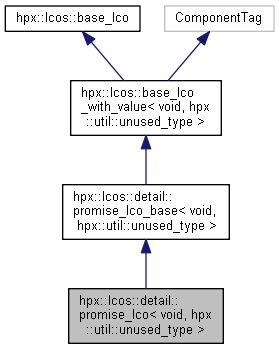 hpx::lcos::base_lco
ComponentTag
hpx::lcos::base_lco
_with_value< void, hpx
::util::unused_type >
hpx::lcos::detail::
promise_lco_base< void,
hpx::util::unused_type >
hpx::lcos::detail::
promise_lco< void, hpx
::util::unused_type >